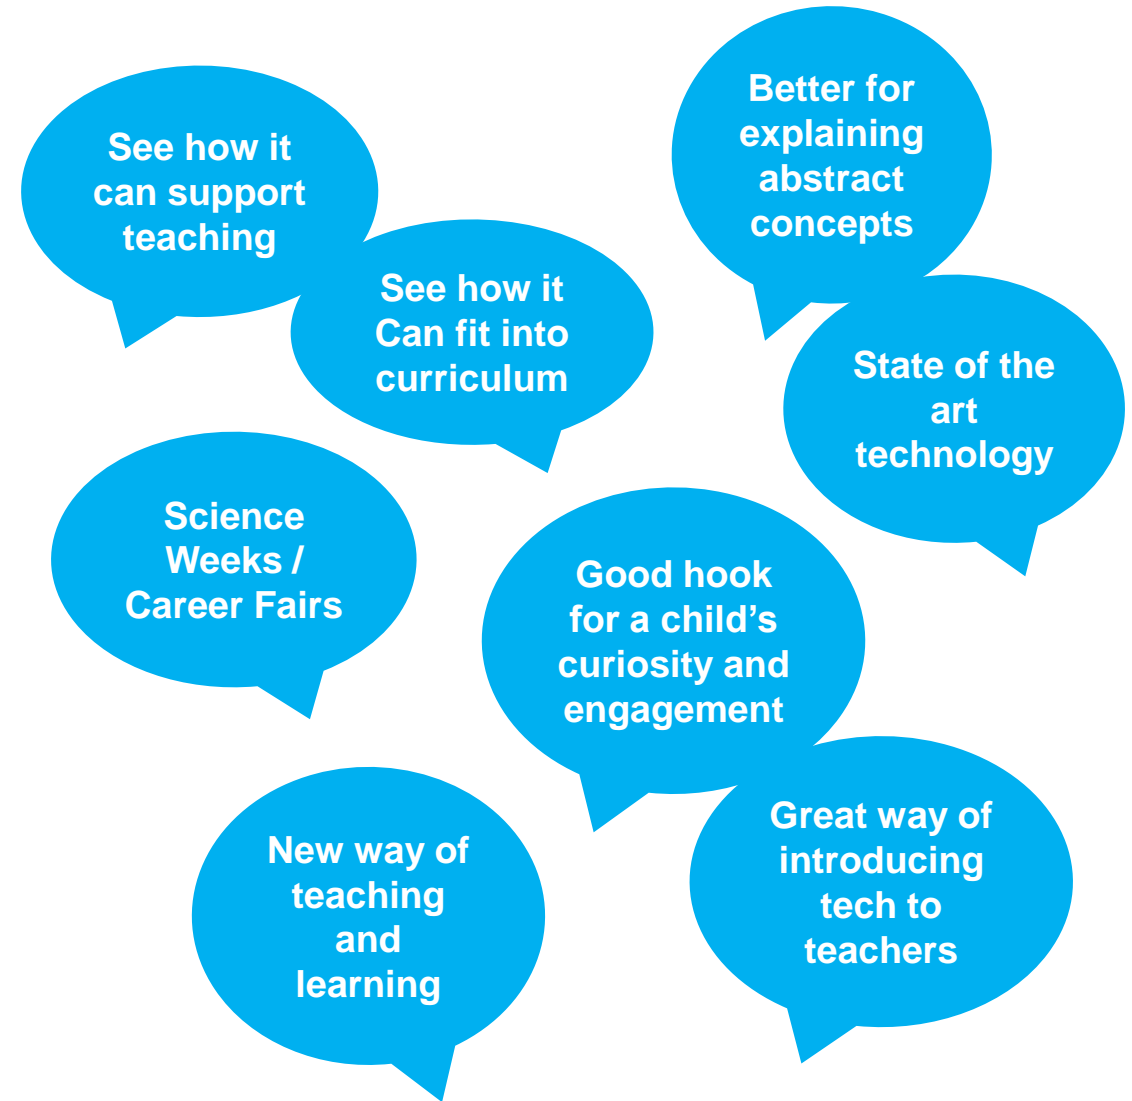 See how it
can support
teaching
Better for
explaining
abstract
concepts
See how it
Can fit into
curriculum
State of the
art
technology
Science
Weeks /
Career Fairs
Good hook
for a child’s
curiosity and
engagement
New way of
teaching
and
learning
Great way of
introducing
tech to
teachers